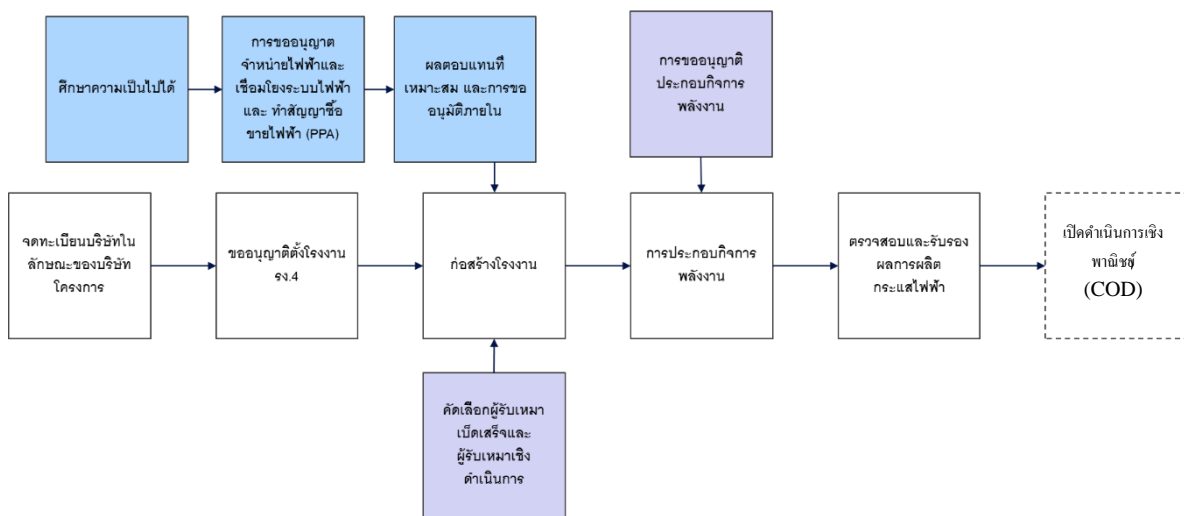 ศึกษาความเป็นไปได้
การขออนุญาต
จำหน่ายไฟฟ้าและ
เชื่อมโยงระบบไฟฟ้า
และ ทำสัญญาซื้อ
ขายไฟฟ้า (PPA)
ผลตอบแทนที่
เหมาะสม และการขอ
อนุมัติภายใน
การขออนุญาติ
ประกอบกิจการ
พลังงาน
จดทะเบียนบริษัทใน
ลักษณะของบริษัท
โครงการ
ขออนุญาติตั้งโรงงาน
รง.4
ก่อสร้างโรงงาน
การประกอบกิจการ
พลังงาน
ตรวจสอบและรับรอง
ผลการผลิต
กระแสไฟฟ้า
เปิดดำเนินการเชิง
พาณิชย์
(COD)
คัดเลือกผู้รับเหมา
เบ็ดเสร็จและ
ผู้รับเหมาเชิง
ดำเนินการ